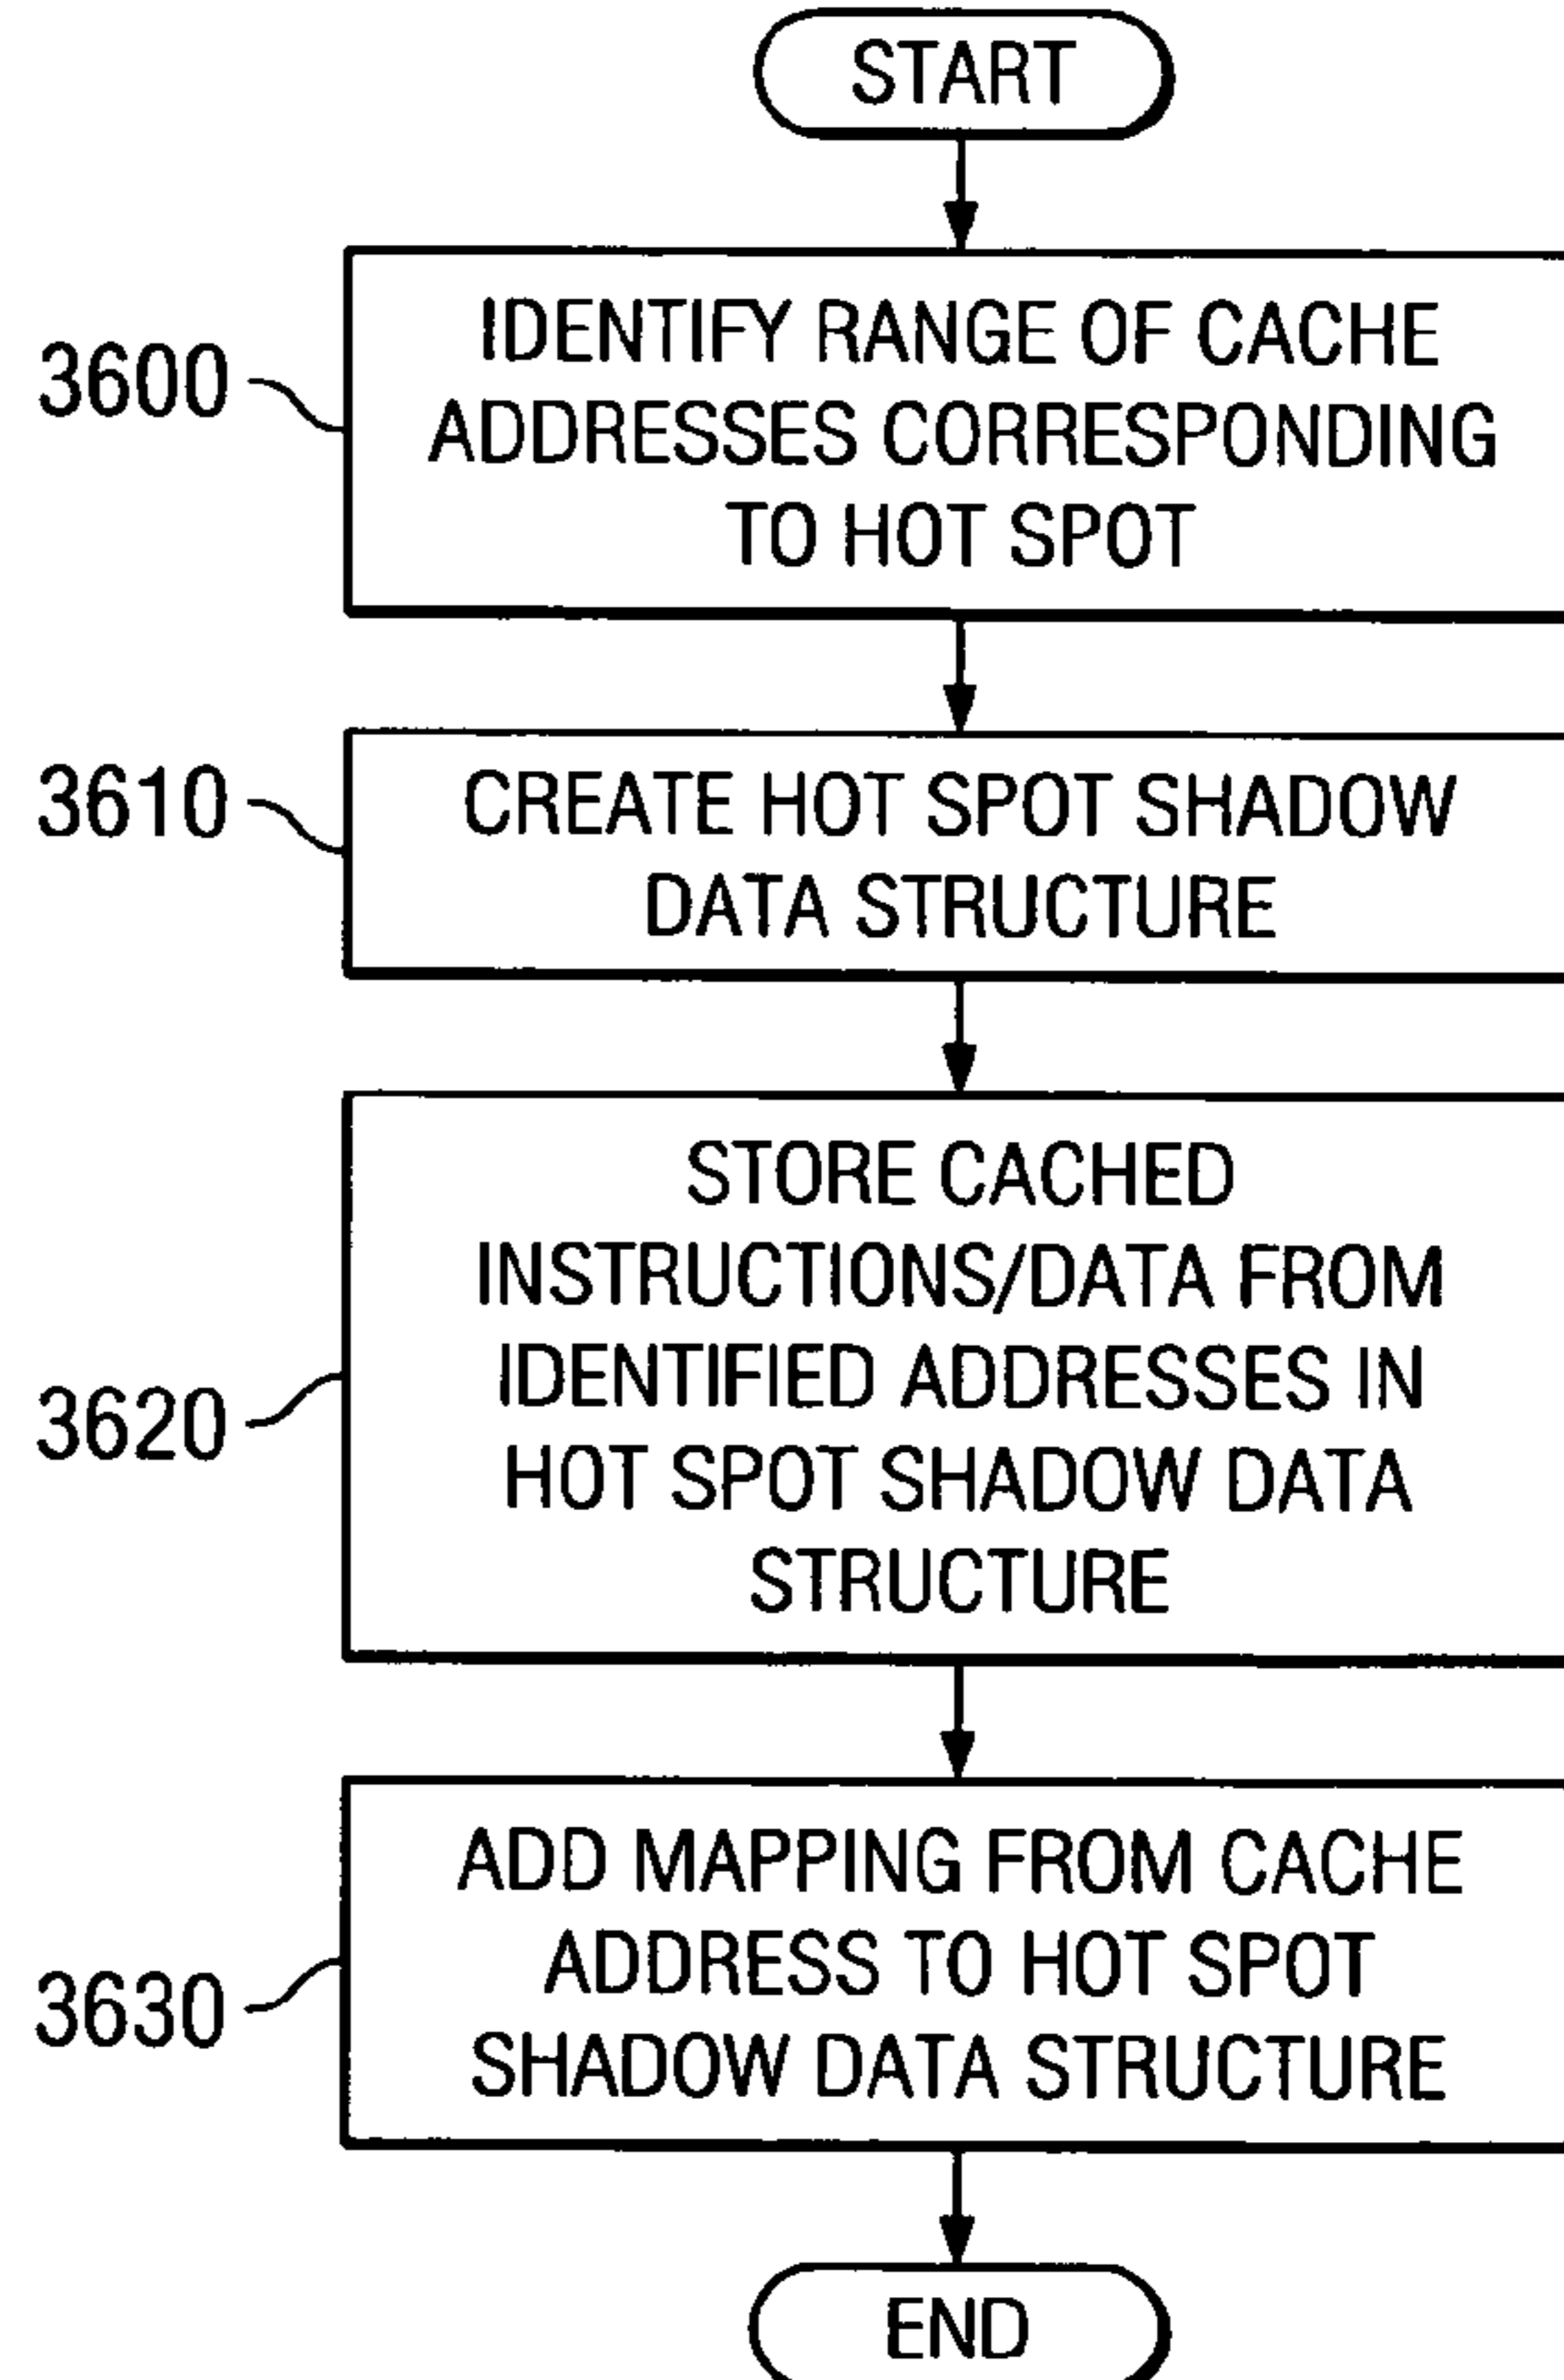 START
3600
IDENTIFY RANGE OF CACHE
ADDRESSES CORRESPONDING
TO HOT SPOT
3610
CREATE HOT SPOT SHADOW
DATA STRUCTURE
3620
STORE CACHED
INSTRUCTIONS/DATA FROM
IDENTIFIED ADDRESSES IN
HOT SPOT SHADOW DATA
STRUCTURE
3630
ADD MAPPING FROM CACHE
ADDRESS TO HOT SPOT
SHADOW DATA STRUCTURE
END